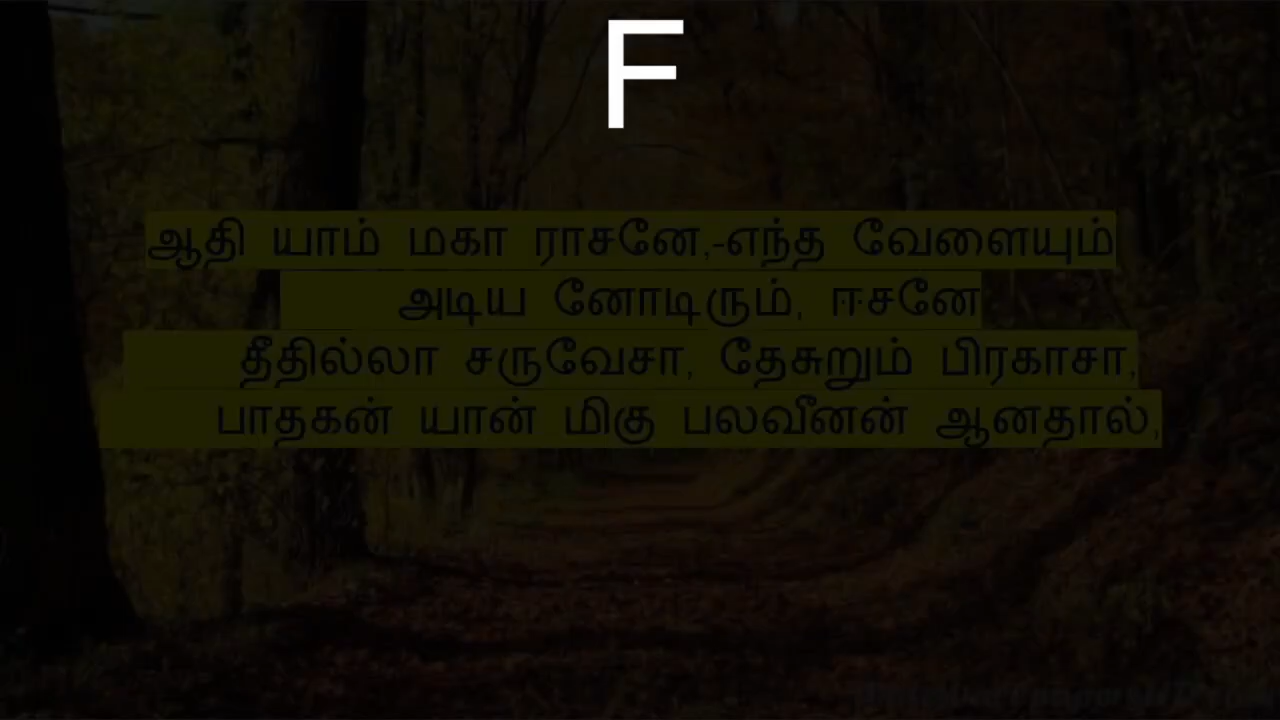 F
ஆதி யாம் மகா ராசனே,-எந்த வேளையும்
அடிய னோடிரும், ஈசனே
தீதில்லா சருவேசா, தேசுறும் பிரகாசா,
பாதகன் யான் மிகு பலவீனன் ஆனதால்,